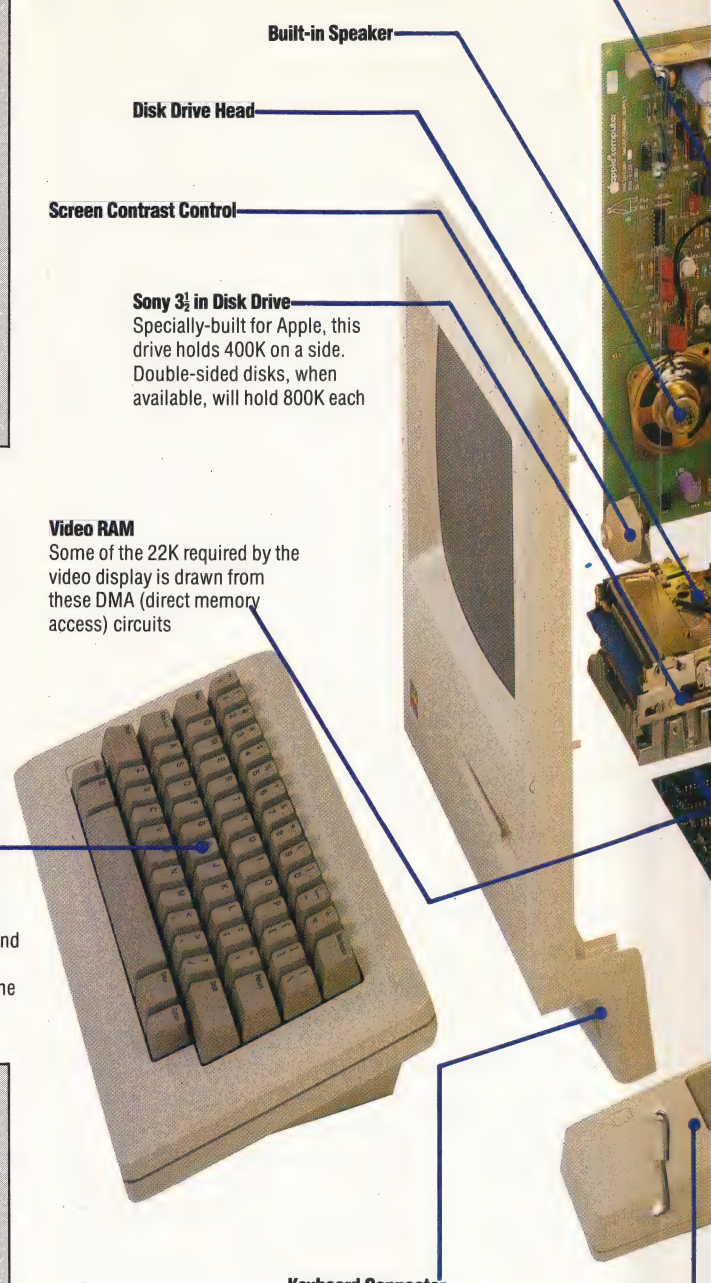 Built-in Speaker
Disk Drive Head
Screen Contrast Control
Sony 3½ in Disk Drive
Specially-built for Apple, this
drive holds 400K on a side.
Double-sided disks, when
available, will hold 800K each
Video RAM
Some of the 22K required by the
video display is drawn from
these DMA (direct memory
access) circuits
nd
ne
apple computer
Keyboard Connector